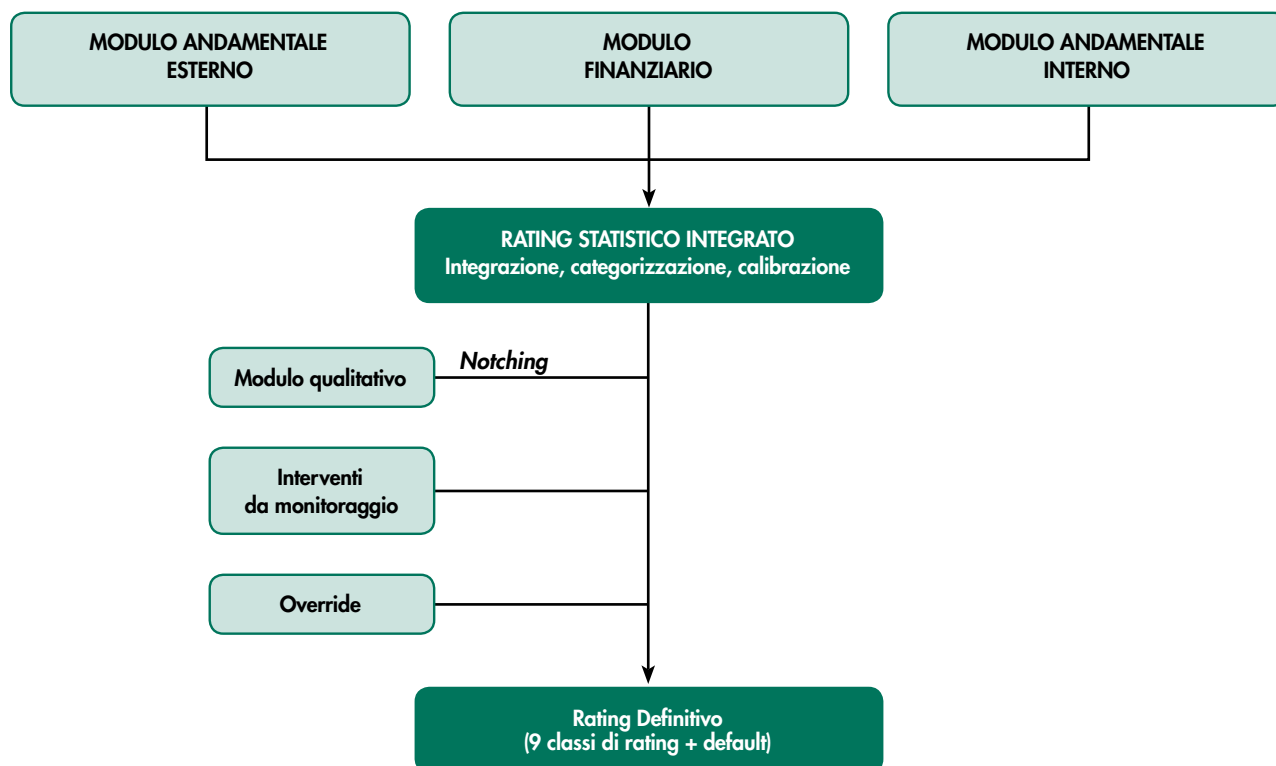 MODULO ANDAMENTALE
ESTERNO
MODULO
FINANZIARIO
MODULO ANDAMENTALE
INTERNO
RATING STATISTICO INTEGRATO
Integrazione, categorizzazione, calibrazione
Notching
Modulo qualitativo
Interventi
da monitoraggio
Override
Rating Definitivo
(9 classi di rating + default)